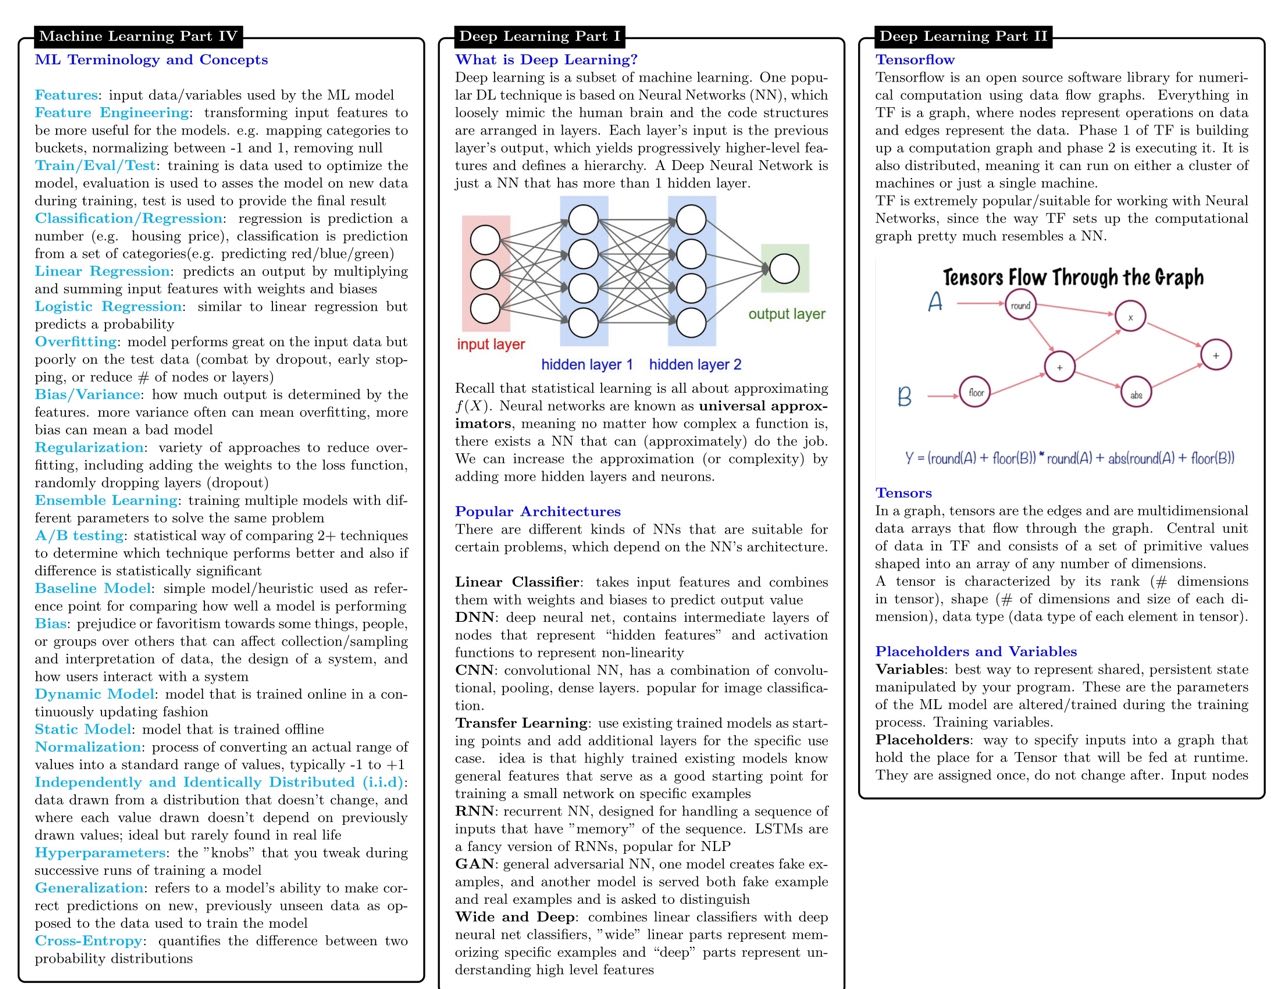 Machine Learning Part IV
ML Terminology and Concepts
Features: input data/variables used by the ML model
Feature Engineering: transforming input features to
be more useful for the models. e.g. mapping categories to
buckets, normalizing between -1 and 1, removing null
Train/Eval/Test: training is data used to optimize the
model, evaluation is used to asses the model on new data
during training, test is used to provide the final result
Classification/Regression: regression is prediction a
number (e.g. housing price), classification is prediction
from a set of categories(e.g. predicting red/blue/green)
Linear Regression: predicts an output by multiplying
and summing input features with weights and biases
Logistic Regression: similar to linear regression but
predicts a probability
Overfitting: model performs great on the input data but
poorly on the test data (combat by dropout, early stop-
ping, or reduce # of nodes or layers)
Bias/Variance: how much output is determined by the
features. more variance often can mean overfitting, more
bias can mean a bad model
Regularization: variety of approaches to reduce over-
fitting, including adding the weights to the loss function,
randomly dropping layers (dropout)
Ensemble Learning: training multiple models with dif-
ferent parameters to solve the same problem
A/B testing: statistical way of comparing 2+ techniques
to determine which technique performs better and also if
difference is statistically significant
Baseline Model: simple model/heuristic used as refer-
ence point for comparing how well a model is performing
Bias: prejudice or favoritism towards some things, people,
or groups over others that can affect collection/sampling
and interpretation of data, the design of a system, and
how users interact with a system
Dynamic Model: model that is trained online in a con-
tinuously updating fashion
Static Model: model that is trained offline
Normalization: process of converting an actual range of
values into a standard range of values, typically -1 to +1
Independently and Identically Distributed (i.i.d):
data drawn from a distribution that doesn't change, and
where each value drawn doesn't depend on previously
drawn values; ideal but rarely found in real life
Hyperparameters: the "knobs" that you tweak during
successive runs of training a model
Generalization: refers to a model's ability to make cor-
rect predictions on new, previously unseen data as op-
posed to the data used to train the model
Cross-Entropy: quantifies the difference between two
probability distributions
Deep Learning Part I
What is Deep Learning?
Deep learning is a subset of machine learning. One popu-
lar DL technique is based on Neural Networks (NN), which
loosely mimic the human brain and the code structures
are arranged in layers. Each layer's input is the previous
layer's output, which yields progressively higher-level fea-
tures and defines a hierarchy. A Deep Neural Network is
just a NN that has more than 1 hidden layer.
input layer
hidden layer 1
hidden layer 2
output layer
Recall that statistical learning is all about approximating
f(X). Neural networks are known as universal approx-
imators, meaning no matter how complex a function is,
there exists a NN that can (approximately) do the job.
We can increase the approximation (or complexity) by
adding more hidden layers and neurons.
Popular Architectures
There are different kinds of NNs that are suitable for
certain problems, which depend on the NN's architecture.
Linear Classifier: takes input features and combines
them with weights and biases to predict output value
DNN: deep neural net, contains intermediate layers of
nodes that represent "hidden features" and activation
functions to represent non-linearity
CNN: convolutional NN, has a combination of convolu-
tional, pooling, dense layers. popular for image classifica-
tion.
Transfer Learning: use existing trained models as start-
ing points and add additional layers for the specific use
case. idea is that highly trained existing models know
general features that serve as a good starting point for
training a small network on specific examples
RNN: recurrent NN, designed for handling a sequence of
inputs that have "memory" of the sequence. LSTMs are
a fancy version of RNNs, popular for NLP
GAN: general adversarial NN, one model creates fake ex-
amples, and another model is served both fake example
and real examples and is asked to distinguish
Wide and Deep: combines linear classifiers with deep
neural net classifiers, "wide" linear parts represent mem-
orizing specific examples and "deep" parts represent un-
derstanding high level features
Deep Learning Part II
Tensorflow
Tensorflow is an open source software library for numeri-
cal computation using data flow graphs. Everything in
TF is a graph, where nodes represent operations on data
and edges represent the data. Phase 1 of TF is building
up a computation graph and phase 2 is executing it. It is
also distributed, meaning it can run on either a cluster of
machines or just a single machine.
TF is extremely popular/suitable for working with Neural
Networks, since the way TF sets up the computational
graph pretty much resembles a NN.
Tensors Flow Through the Graph
A
round
x
+
+
B
floor
abs
Y = (round(A) + floor(B)) * round(A) + abs(round(A) + floor(B))
Tensors
In a graph, tensors are the edges and are multidimensional
data arrays that flow through the graph. Central unit
of data in TF and consists of a set of primitive values
shaped into an array of any number of dimensions.
A tensor is characterized by its rank (# dimensions
in tensor), shape (# of dimensions and size of each di-
mension), data type (data type of each element in tensor).
Placeholders and Variables
Variables: best way to represent shared, persistent state
manipulated by your program. These are the parameters
of the ML model are altered/trained during the training
process. Training variables.
Placeholders: way to specify inputs into a graph that
hold the place for a Tensor that will be fed at runtime.
They are assigned once, do not change after. Input nodes